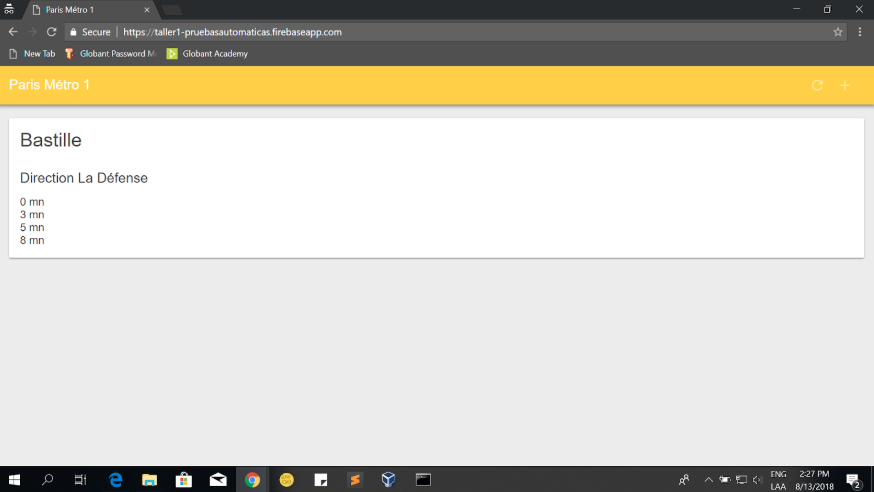 Paris Métro 1
Secure
https://taller1-pruebasautomaticas.firebaseapp.com
New Tab
Globant Password M
Globant Academy
Paris Métro 1
Bastille
Direction La Défense
0 mn
3 mn
5 mn
8 mn
ENG
2:27 PM
LAA
8/13/2018
2